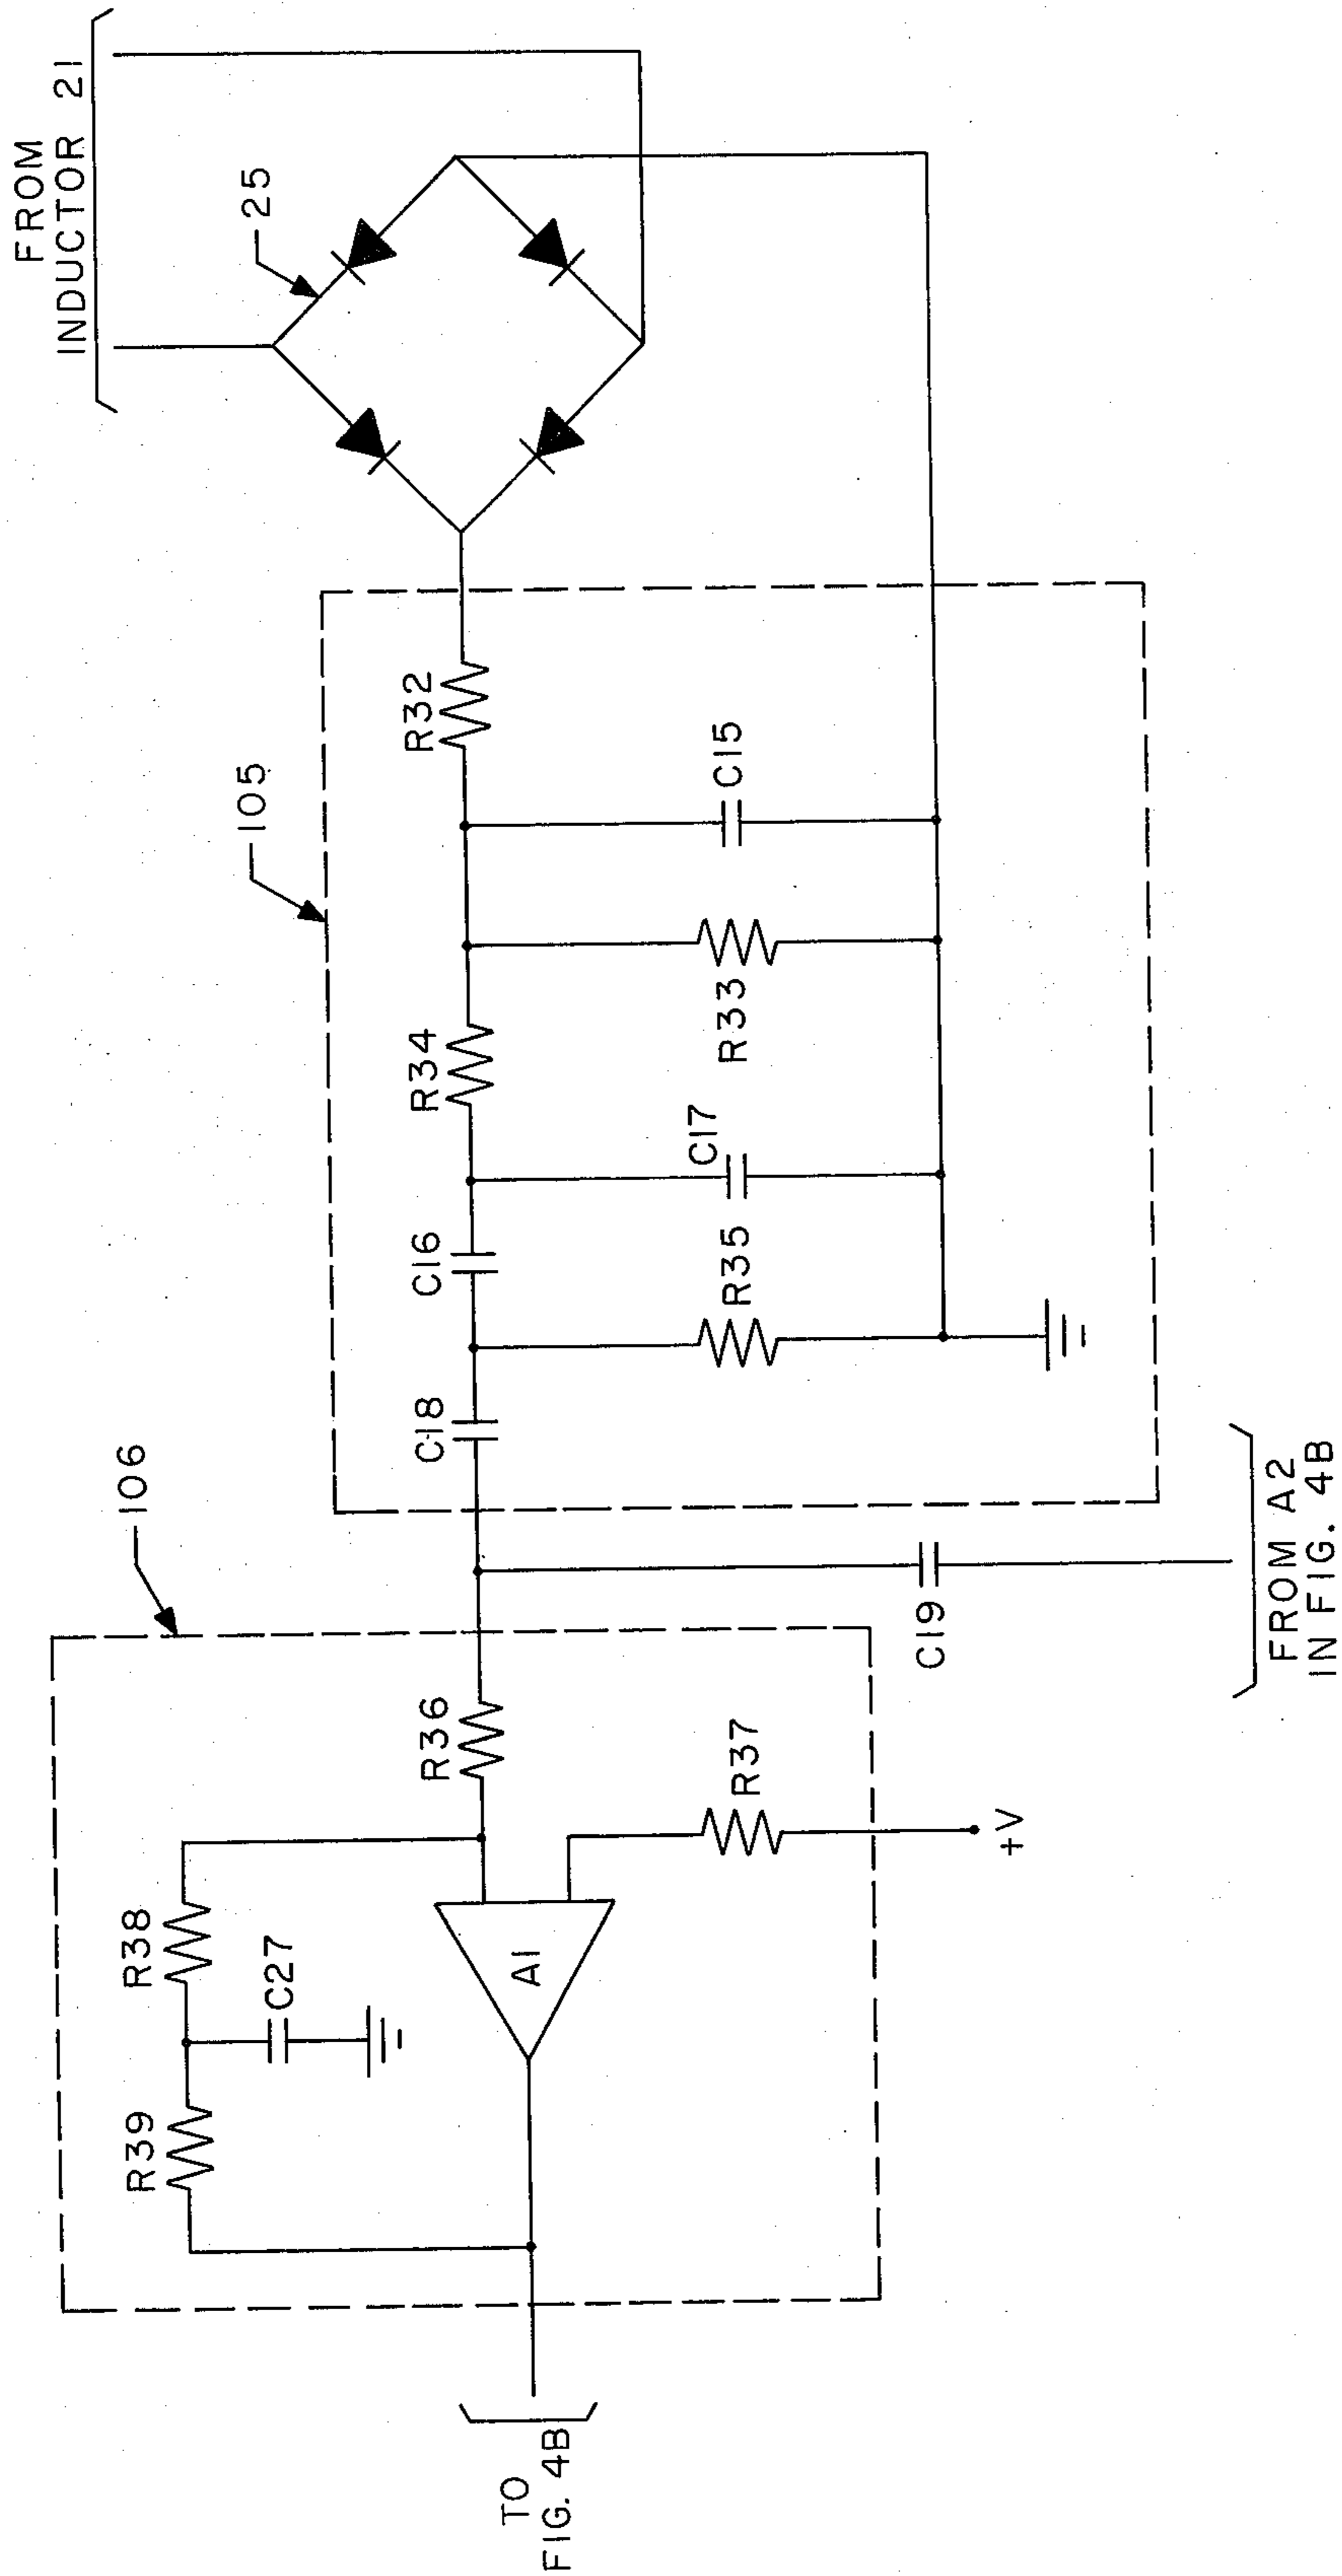 FROM
INDUCTOR 21
25
105
R32
C15
R33
R34
C17
C16
R35
C18
106
C19
FROM A2
IN FIG. 4B
R36
R37
+V
A1
R38
C27
R39
TO
FIG. 4B